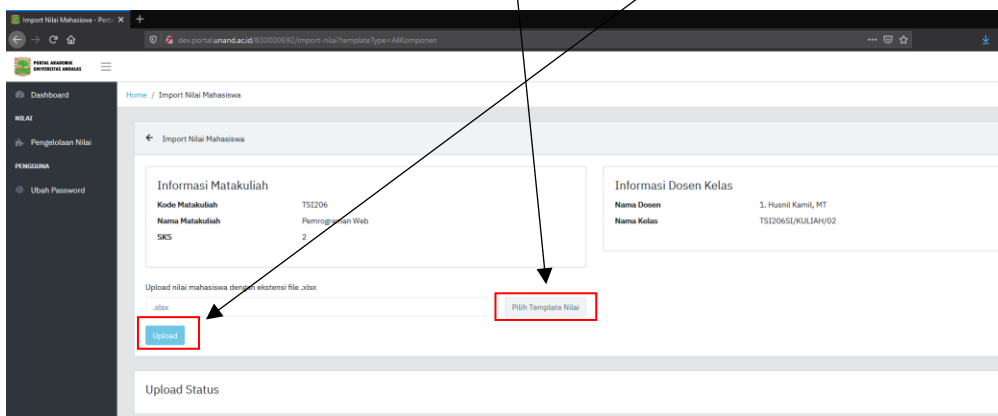 Import Nilai Mahasiswa - Porta
dev.portal.unand.ac.id/830000692/import-nilai?templateType=AllKomponen
PORTAL AKADEMIK
UNIVERSITAS ANDALAS
Dashboard
Home / Import Nilai Mahasiswa
NILAI
Pengelolaan Nilai
Import Nilai Mahasiswa
PENGGUNA
Ubah Password
Informasi Matakuliah
Kode Matakuliah TSI206
Nama Matakuliah Pemrograman Web
SKS 2
Informasi Dosen Kelas
Nama Dosen 1. Husnil Kamil, MT
Nama Kelas TSI206SI/KULIAH/02
Upload nilai mahasiswa dengan ekstensi file .xlsx
.xlsx
Pilih Template Nilai
Upload
Upload Status